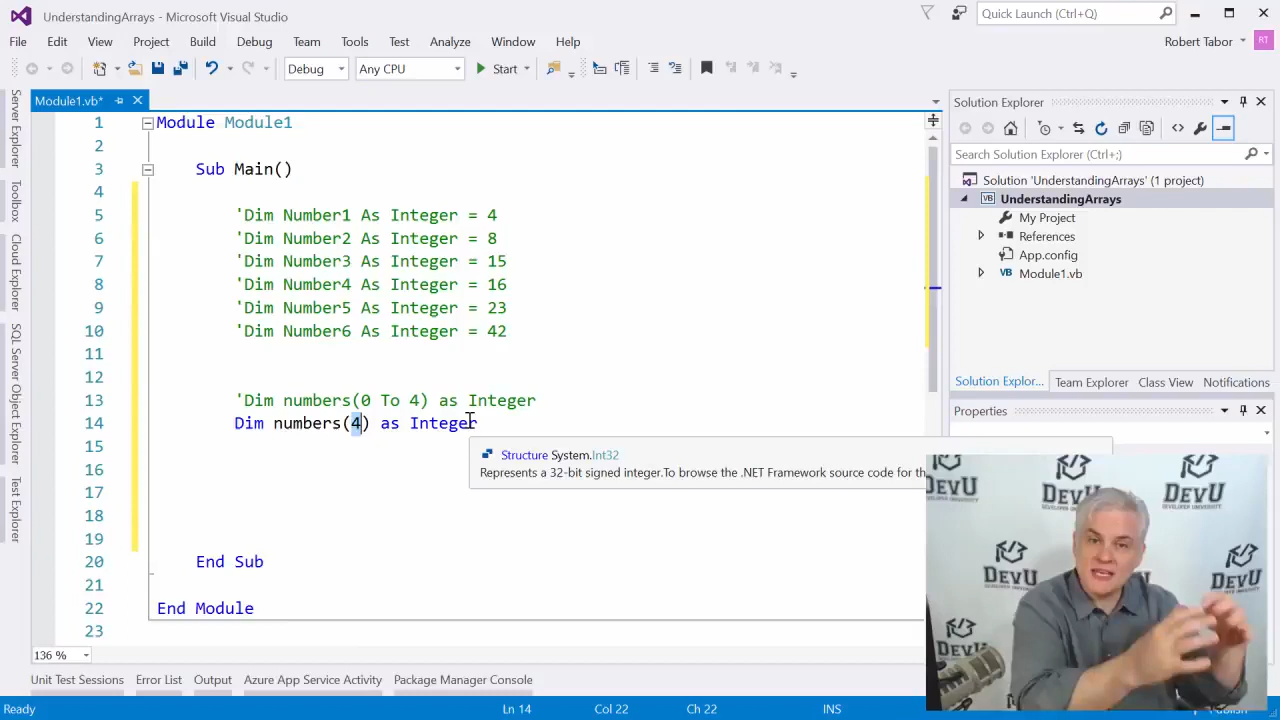 UnderstandingArrays - Microsoft Visual Studio
Quick Launch (Ctrl+Q)
File Edit View Project Build Debug Team Tools Test Analyze Window Help
Robert Tabor RT
Debug Any CPU Start
Module1.vb*
Server Explorer
Toolbox
Cloud Explorer
SQL Server Object Explorer
Test Explorer
1 Module Module1
2
3 Sub Main()
4
5 'Dim Number1 As Integer = 4
6 'Dim Number2 As Integer = 8
7 'Dim Number3 As Integer = 15
8 'Dim Number4 As Integer = 16
9 'Dim Number5 As Integer = 23
10 'Dim Number6 As Integer = 42
11
12
13 'Dim numbers(0 To 4) as Integer
14 Dim numbers(4) as Integer
15
16
17
18
19
20 End Sub
21
22 End Module
23
Structure System.Int32
Represents a 32-bit signed integer.To browse the .NET Framework source code for th
Solution Explorer
Search Solution Explorer (Ctrl+;)
Solution 'UnderstandingArrays' (1 project)
UnderstandingArrays
My Project
References
App.config
Module1.vb
Solution Explor... Team Explorer Class View Notifications
Properties
DevU
DEVELOPER UNIVERSITY
DevU
DEVELOPER UNIVERSITY
DevU
DevU
136 %
Unit Test Sessions Error List Output Azure App Service Activity Package Manager Console
Ready Ln 14 Col 22 Ch 22 INS